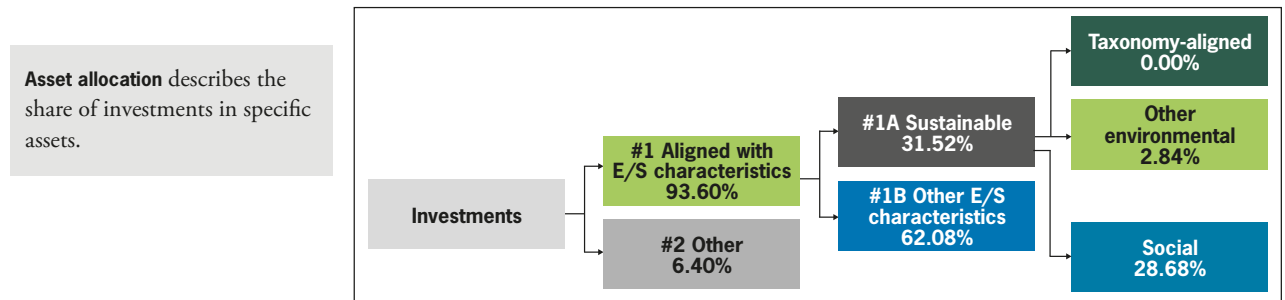 Asset allocation describes the
share of investments in specific
assets.
Investments
#1 Aligned with
E/S characteristics
93.60%
#2 Other
6.40%
#1A Sustainable
31.52%
#1B Other E/S
characteristics
62.08%
Taxonomy-aligned
0.00%
Other
environmental
2.84%
Social
28.68%